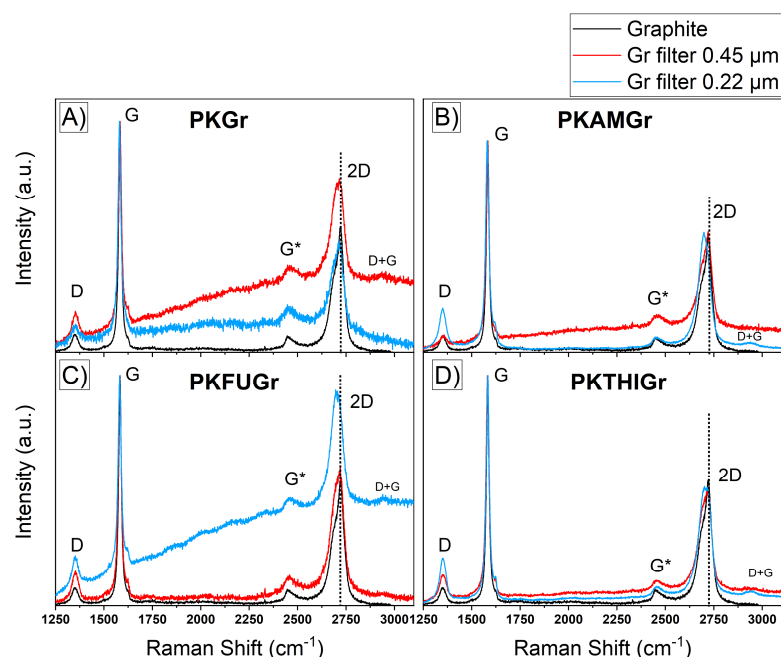 Graphite
Gr filter 0.45 µm
Gr filter 0.22 µm
A)
PKGr
G
2D
G*
D+G
D
Intensity (a.u.)
B)
PKAMGr
G
2D
G*
D+G
D
C)
PKFUGr
G
2D
G*
D+G
D
Intensity (a.u.)
1250 1500 1750 2000 2250 2500 2750 3000
Raman Shift (cm⁻¹)
D)
PKTHIGr
G
2D
G*
D+G
D
1250 1500 1750 2000 2250 2500 2750 3000
Raman Shift (cm⁻¹)